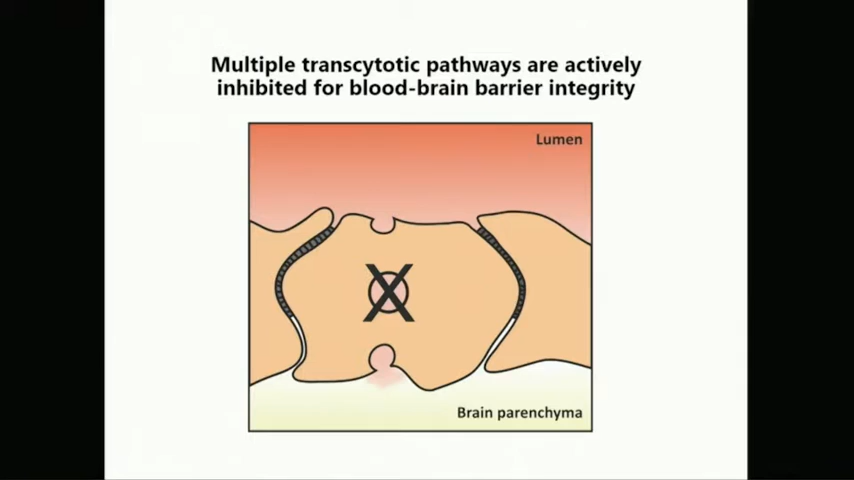 Multiple transcytotic pathways are actively
inhibited for blood-brain barrier integrity
Lumen
Brain parenchyma